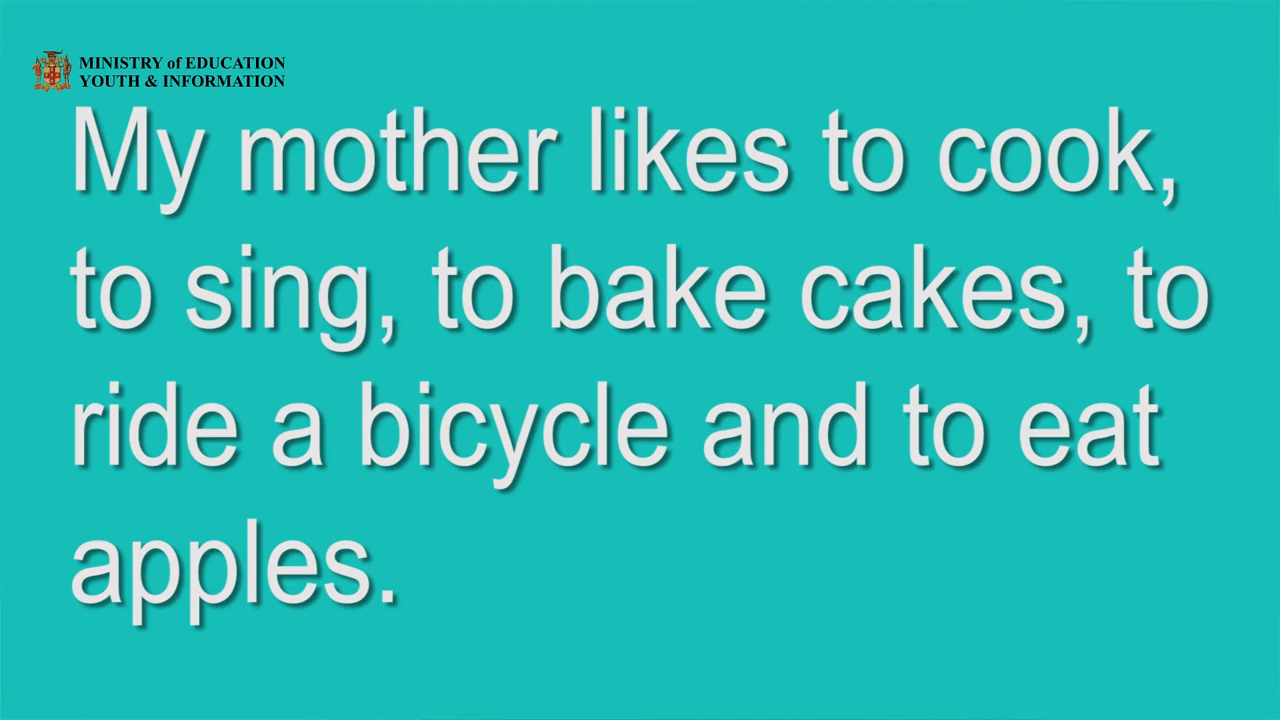 MINISTRY of EDUCATION
YOUTH & INFORMATION
My mother likes to cook,
to sing, to bake cakes, to
ride a bicycle and to eat
apples.